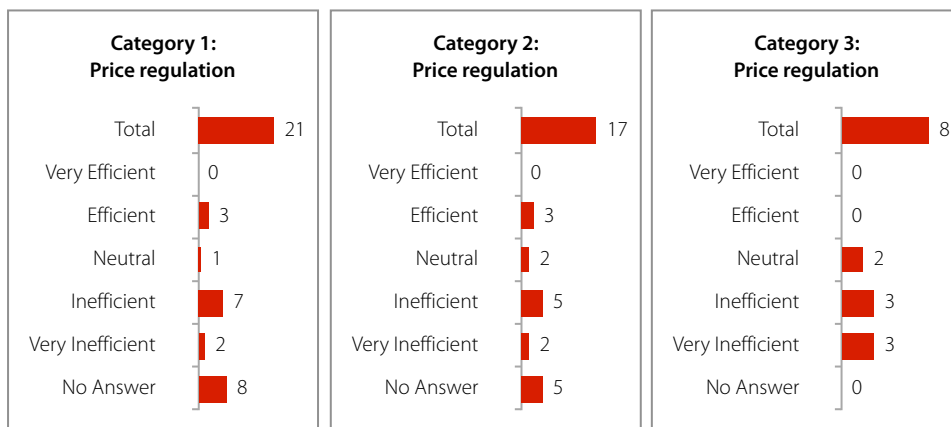 Category 1:
Price regulation
Total 21
Very Efficient 0
Efficient 3
Neutral 1
Inefficient 7
Very Inefficient 2
No Answer 8
Category 2:
Price regulation
Total 17
Very Efficient 0
Efficient 3
Neutral 2
Inefficient 5
Very Inefficient 2
No Answer 5
Category 3:
Price regulation
Total 8
Very Efficient 0
Efficient 0
Neutral 2
Inefficient 3
Very Inefficient 3
No Answer 0